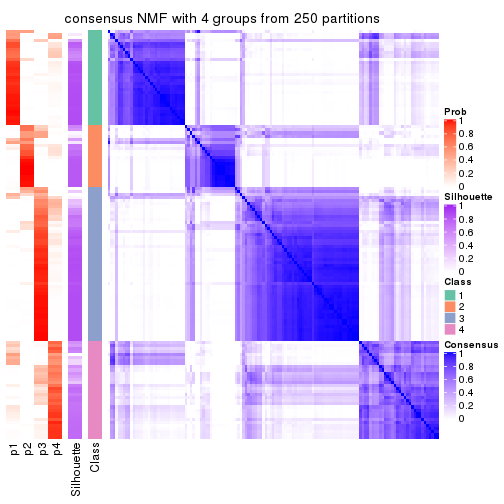 consensus NMF with 4 groups from 250 partitions
Prob
1
0.8
0.6
0.4
0.2
0
Silhouette
1
0.8
0.6
0.4
0.2
0
Class
1
2
3
4
Consensus
1
0.8
0.6
0.4
0.2
0
p1
p2
p3
p4
Silhouette
Class